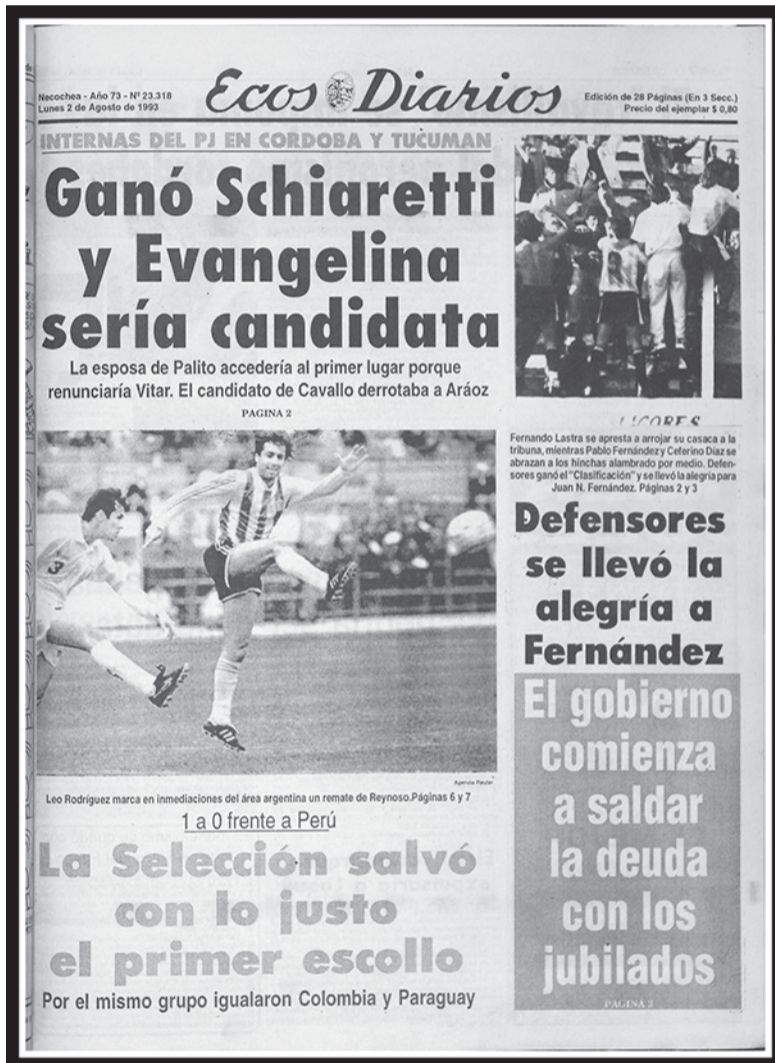 Necochea - Año 73 - Nº 23.318
Lunes 2 de Agosto de 1993
Ecos Diarios
Edición de 28 Páginas (En 3 Secc.)
Precio del ejemplar $ 0,80
INTERNAS DEL PJ EN CORDOBA Y TUCUMAN
Ganó Schiaretti
y Evangelina
sería candidata
La esposa de Palito accedería al primer lugar porque
renunciaría Vitar. El candidato de Cavallo derrotaba a Aráoz
PAGINA 2
LICORES
Fernando Lastra se apresta a arrojar su casaca a la
tribuna, mientras Pablo Fernández y Ceferino Díaz se
abrazan a los hinchas alambrado por medio. Defen-
sores ganó el "Clasificación" y se llevó la alegría para
Juan N. Fernández. Páginas 2 y 3
Defensores
se llevó la
alegría a
Fernández
3
Agencia Reuter
Leo Rodríguez marca en inmediaciones del área argentina un remate de Reynoso.Páginas 6 y 7
1 a 0 frente a Perú
La Selección salvó
con lo justo
el primer escollo
Por el mismo grupo igualaron Colombia y Paraguay
El gobierno
comienza
a saldar
la deuda
con los
jubilados
PAGINA 3